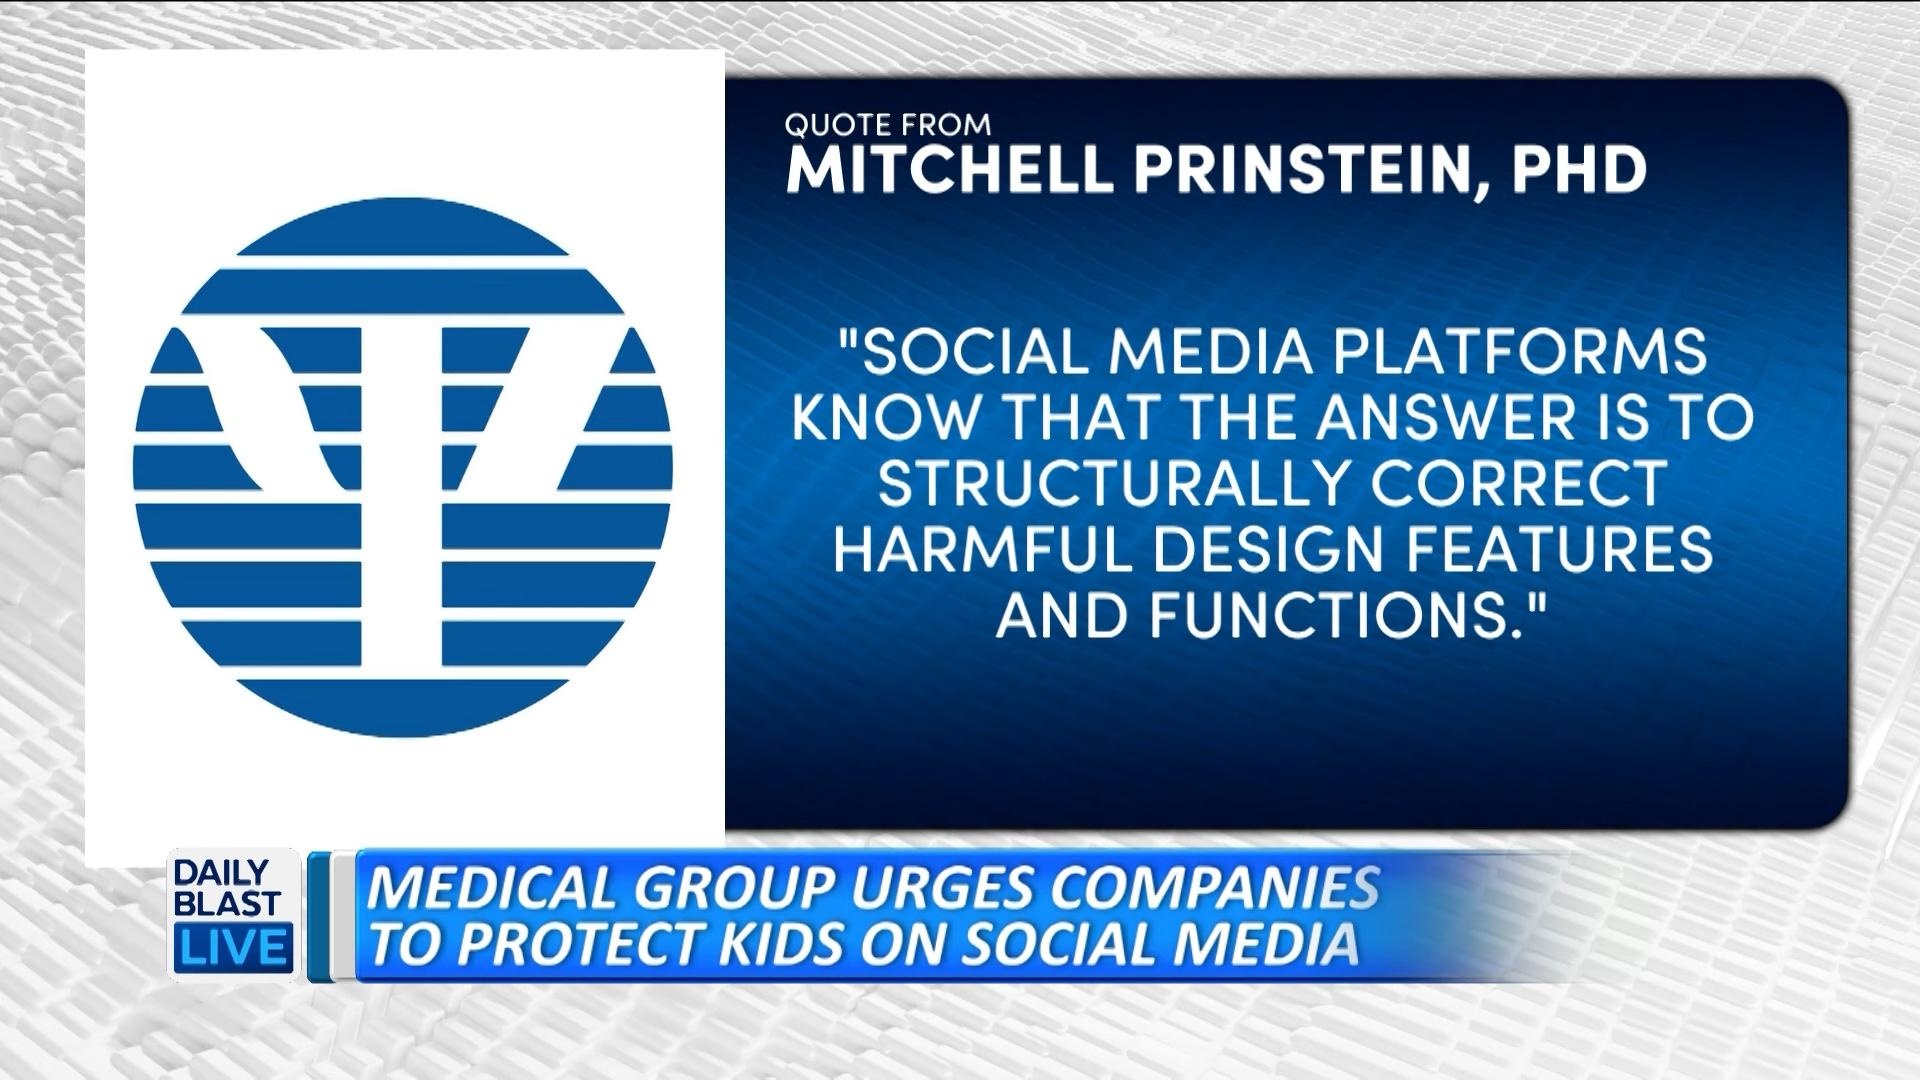 QUOTE FROM
MITCHELL PRINSTEIN, PHD
"SOCIAL MEDIA PLATFORMS
KNOW THAT THE ANSWER IS TO
STRUCTURALLY CORRECT
HARMFUL DESIGN FEATURES
AND FUNCTIONS."
DAILY
BLAST
LIVE
MEDICAL GROUP URGES COMPANIES
TO PROTECT KIDS ON SOCIAL MEDIA